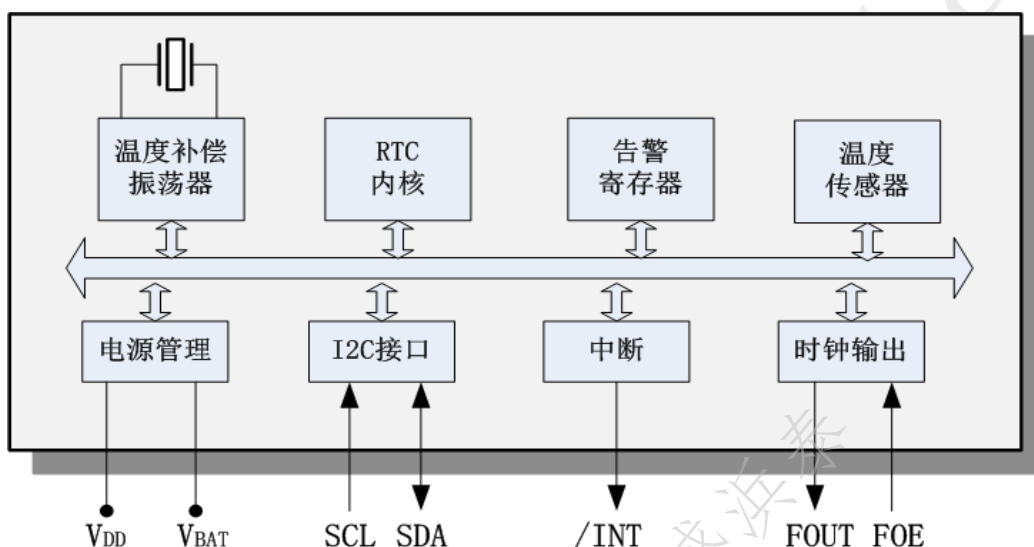 温度补偿
振荡器
RTC
内核
告警
寄存器
温度
传感器
电源管理
I2C接口
中断
时钟输出
VDD VBAT SCL SDA /INT FOUT FOE
浜泰